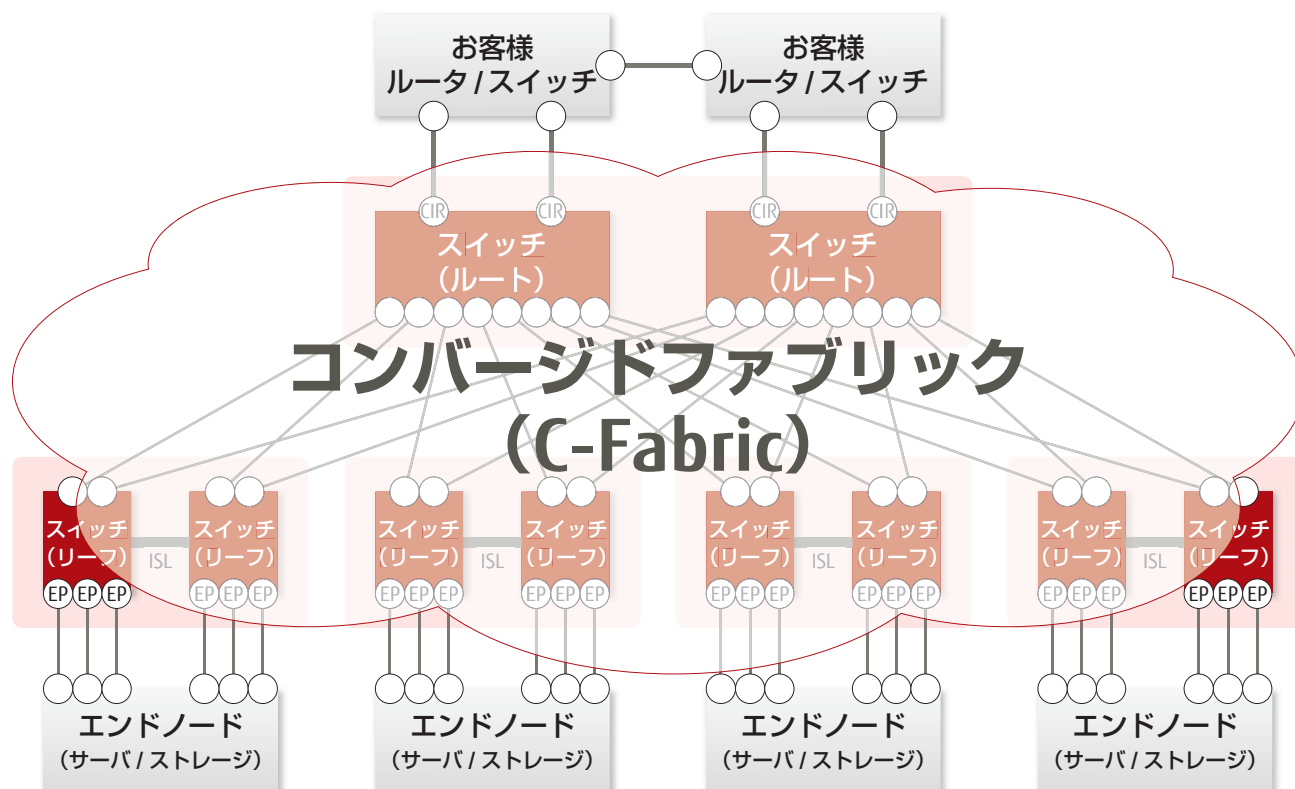 お客様
ルータ / スイッチ
お客様
ルータ / スイッチ
CIR
CIR
CIR
CIR
スイッチ
（ルート）
スイッチ
（ルート）
コンバージドファブリック
（C-Fabric）
スイッチ
（リーフ）
ISL
スイッチ
（リーフ）
スイッチ
（リーフ）
ISL
スイッチ
（リーフ）
スイッチ
（リーフ）
ISL
スイッチ
（リーフ）
スイッチ
（リーフ）
ISL
スイッチ
（リーフ）
EP EP EP
EP EP EP
EP EP EP
EP EP EP
EP EP EP
EP EP EP
EP EP EP
EP EP EP
エンドノード
（サーバ / ストレージ）
エンドノード
（サーバ / ストレージ）
エンドノード
（サーバ / ストレージ）
エンドノード
（サーバ / ストレージ）